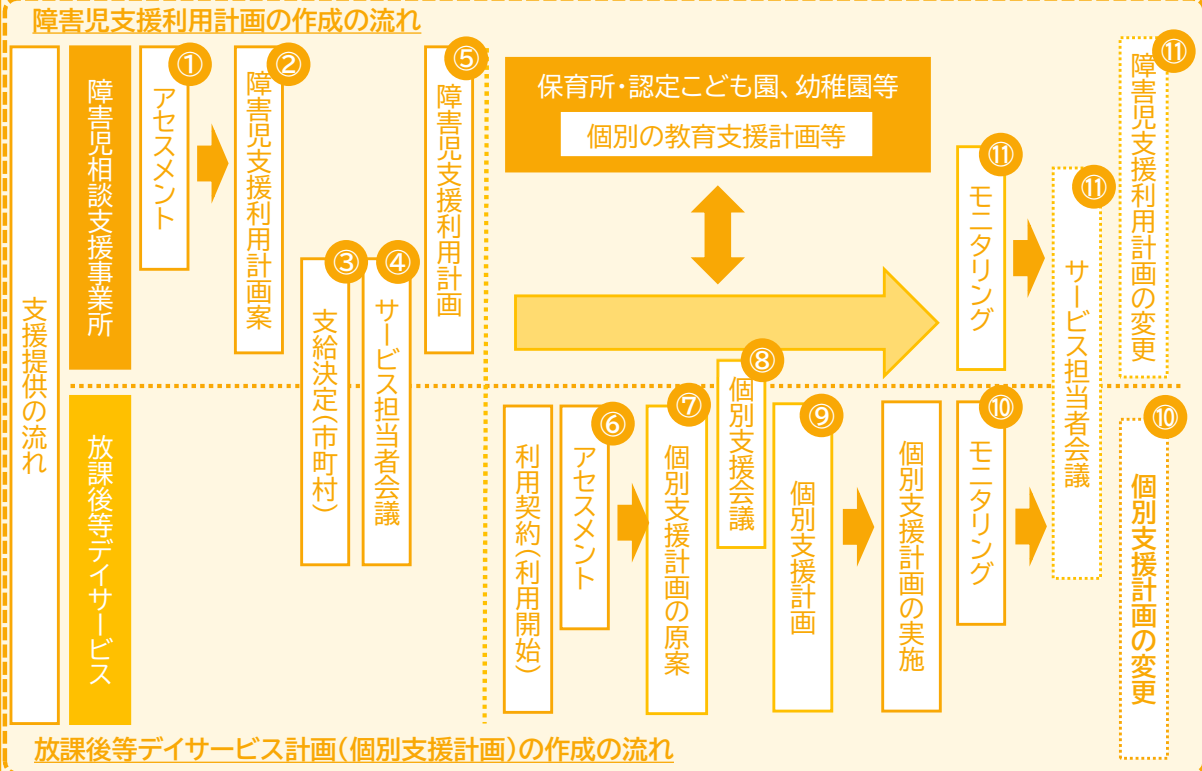 障害児支援利用計画の作成の流れ
支援提供の流れ
障害児相談支援事業所
①
アセスメント
②
障害児支援利用計画案
③
支給決定(市町村)
④
サービス担当者会議
⑤
障害児支援利用計画
保育所・認定こども園、幼稚園等
個別の教育支援計画等
⑪
モニタリング
⑪
サービス担当者会議
⑪
障害児支援利用計画の変更
放課後等デイサービス
利用契約(利用開始)
⑥
アセスメント
⑦
個別支援計画の原案
⑧
個別支援会議
⑨
個別支援計画
個別支援計画の実施
⑩
モニタリング
⑩
個別支援計画の変更
放課後等デイサービス計画(個別支援計画)の作成の流れ